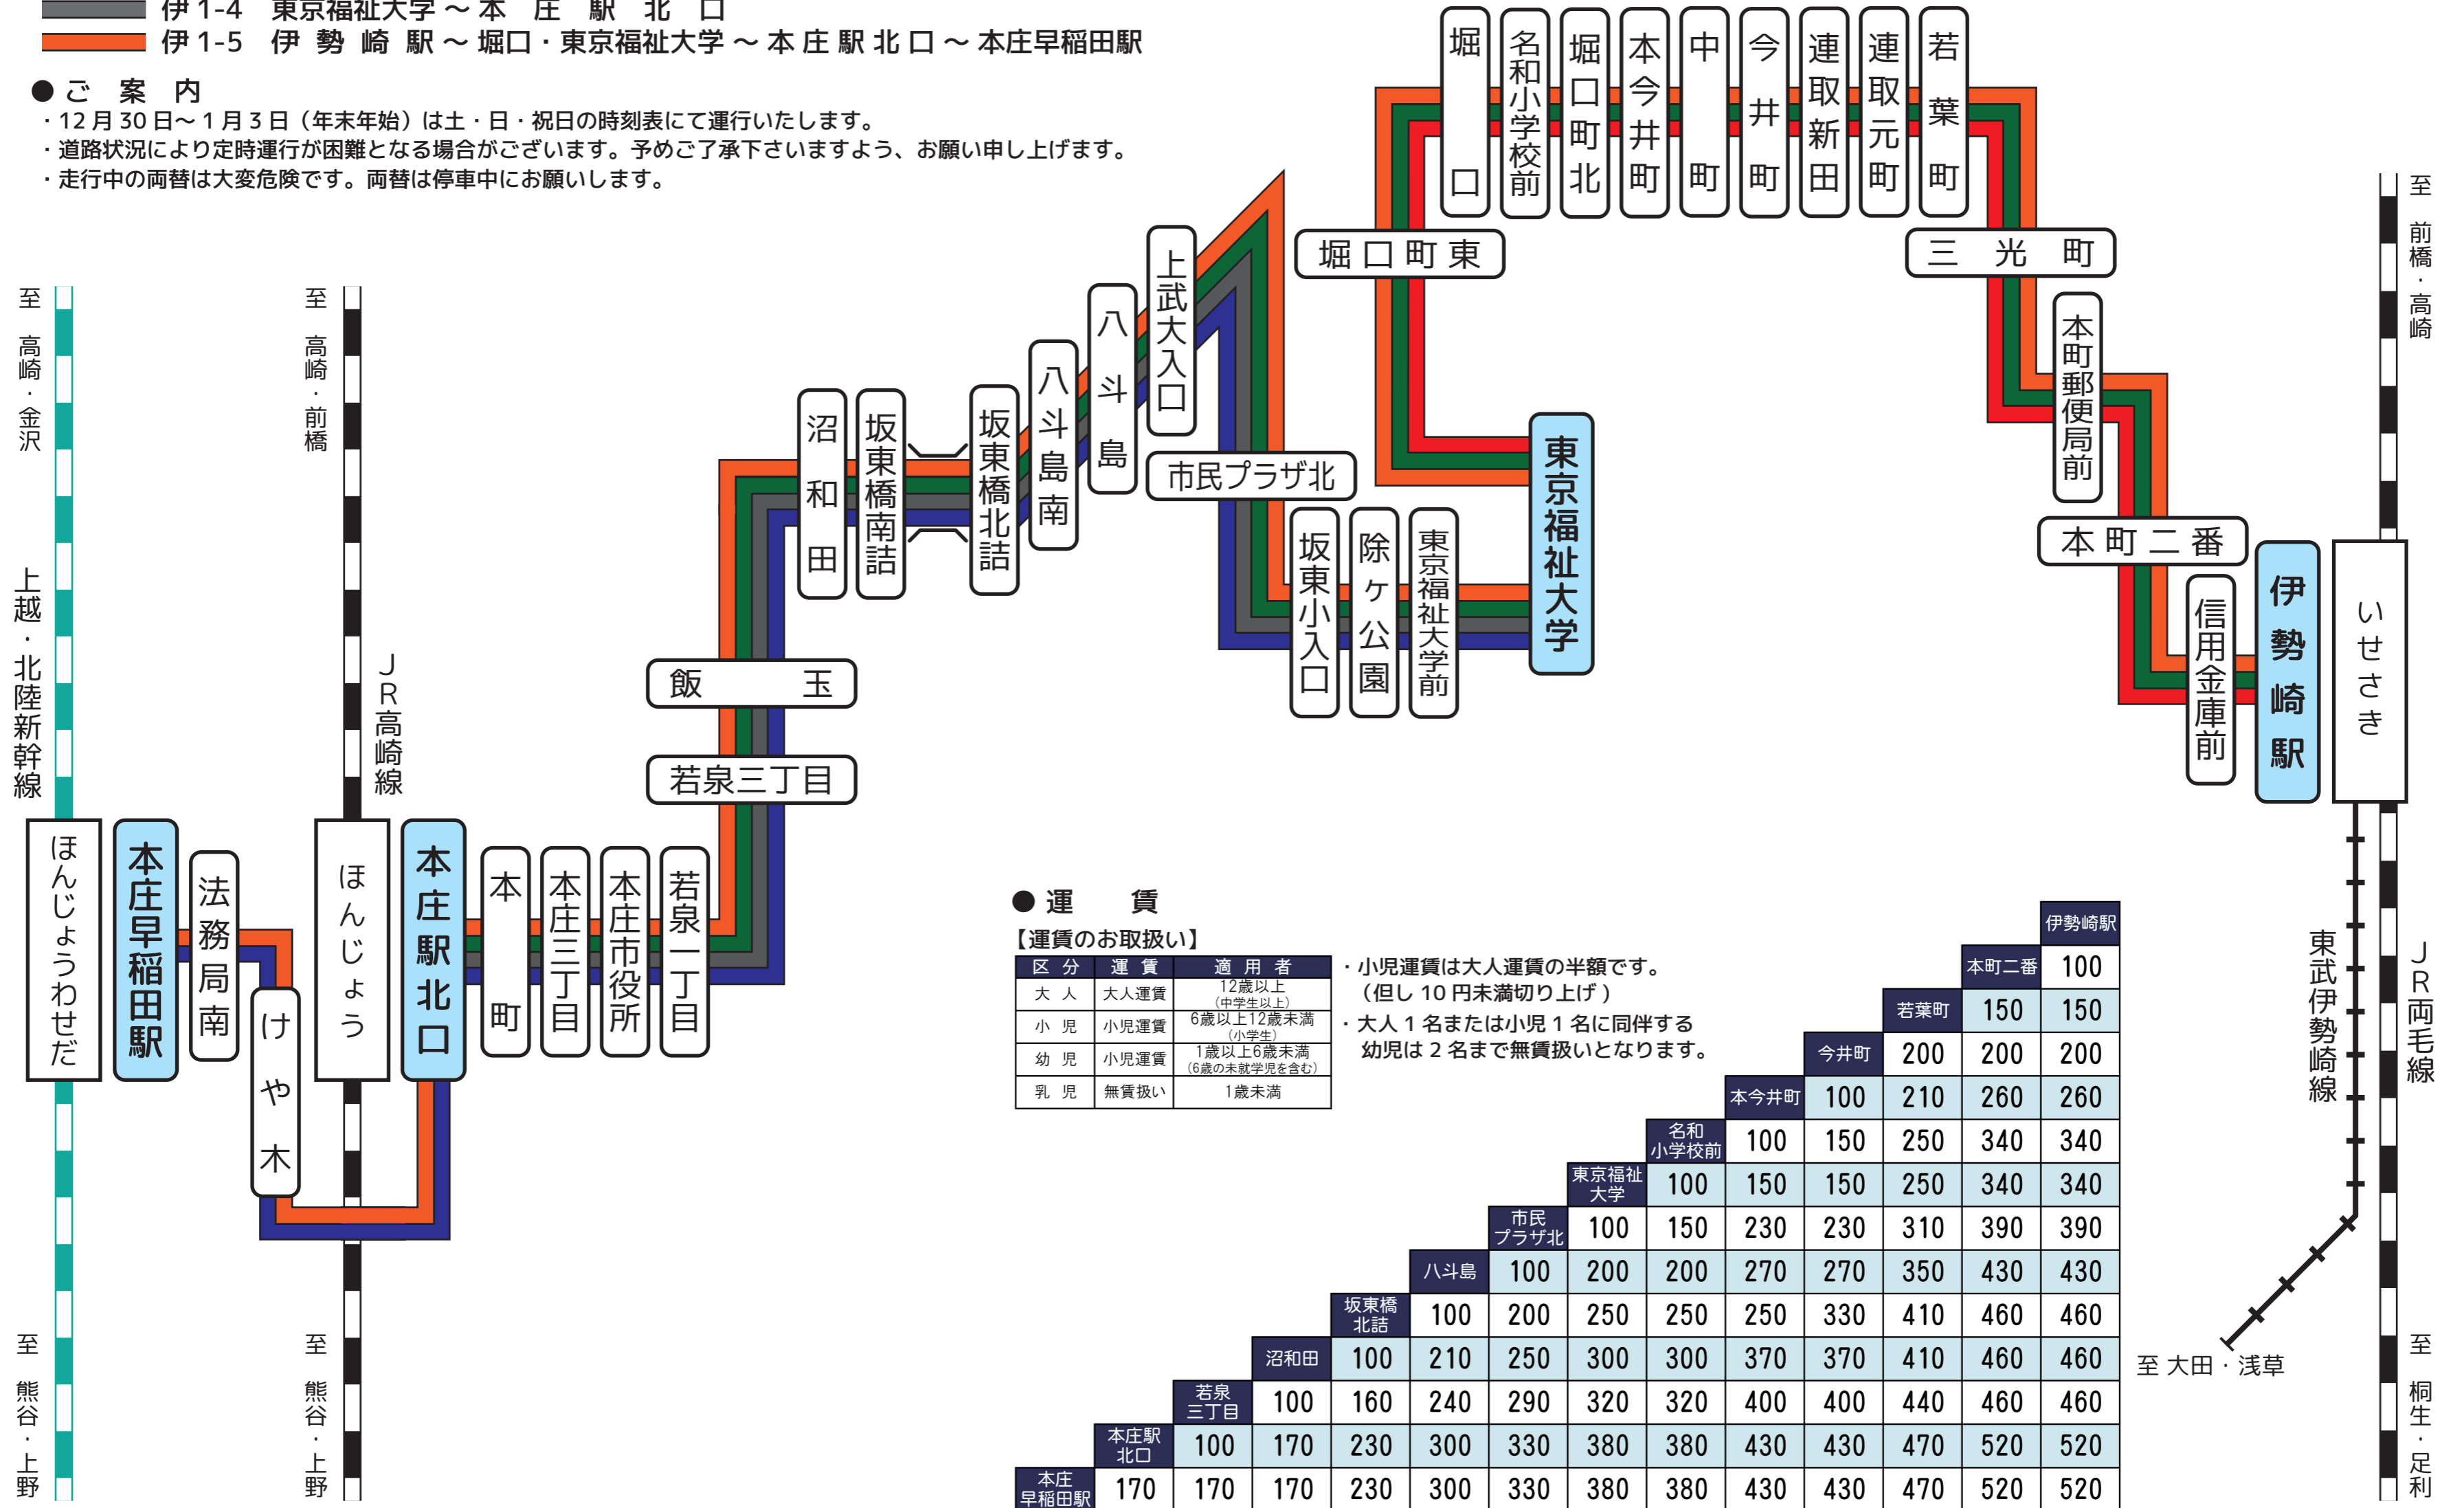 伊1-4 東京福祉大学 ～ 本庄駅北口
伊1-5 伊勢崎駅 ～ 堀口・東京福祉大学 ～ 本庄駅北口 ～ 本庄早稲田駅
● ご案内
・12月30日～1月3日（年末年始）は土・日・祝日の時刻表にて運行いたします。
・道路状況により定時運行が困難となる場合がございます。予めご了承下さいますよう、お願い申し上げます。
・走行中の両替は大変危険です。両替は停車中にお願いします。
堀口
名和小学校前
堀口町北
本今井町
中町
今井町
連取新田
連取元町
若葉町
堀口町東
三光町
本町郵便局前
本町二番
信用金庫前
伊勢崎駅
いせさき
至 前橋・高崎
東武伊勢崎線
JR両毛線
至 大田・浅草
至 桐生・足利
東京福祉大学
東京福祉大学前
除ヶ公園
坂東小入口
市民プラザ北
上武大入口
八斗島
八斗島南
坂東橋北詰
坂東橋南詰
沼和田
飯玉
若泉三丁目
若泉一丁目
本庄市役所
本庄三丁目
本町
本庄駅北口
ほんじょう
けや木
法務局南
本庄早稲田駅
ほんじょうわせだ
至 高崎・金沢
上越・北陸新幹線
至 熊谷・上野
至 高崎・前橋
JR高崎線
至 熊谷・上野
● 運賃
【運賃のお取扱い】
区分 運賃 適用者
大人 大人運賃 12歳以上（中学生以上）
小児 小児運賃 6歳以上12歳未満（小学生）
幼児 小児運賃 1歳以上6歳未満（6歳の未就学児を含む）
乳児 無賃扱い 1歳未満
・小児運賃は大人運賃の半額です。
（但し10円未満切り上げ）
・大人1名または小児1名に同伴する
幼児は2名まで無賃扱いとなります。
伊勢崎駅
本町二番 100
若葉町 150 150
今井町 200 200 200
本今井町 100 210 260 260
名和小学校前 100 150 250 340 340
東京福祉大学 100 150 150 250 340 340
市民プラザ北 100 150 230 230 310 390 390
八斗島 100 200 200 270 270 350 430 430
坂東橋北詰 100 200 250 250 250 330 410 460 460
沼和田 100 210 250 300 300 370 370 410 460 460
若泉三丁目 100 160 240 290 320 320 400 400 440 460 460
本庄駅北口 100 170 230 300 330 380 380 430 430 470 520 520
本庄早稲田駅 170 170 170 230 300 330 380 380 430 430 470 520 520